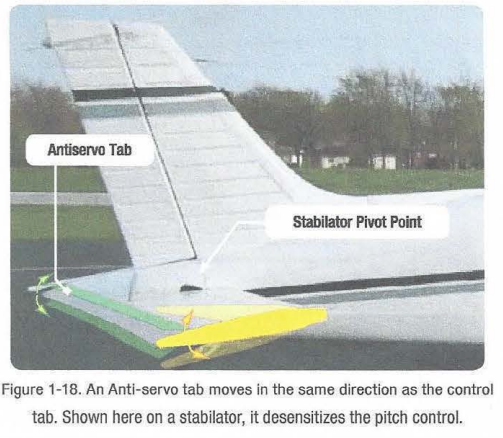 Antiservo Tab
Stabilator Pivot Point
Figure 1-18. An Anti-servo tab moves in the same direction as the control
tab. Shown here on a stabilator, it desensitizes the pitch control.